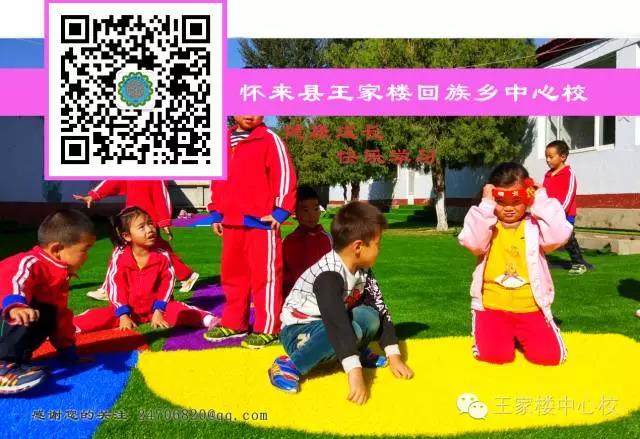 怀来县王家楼回族乡中心校
健康成长
快乐学习
感谢您的关注 24706820@qq.com
王家楼中心校